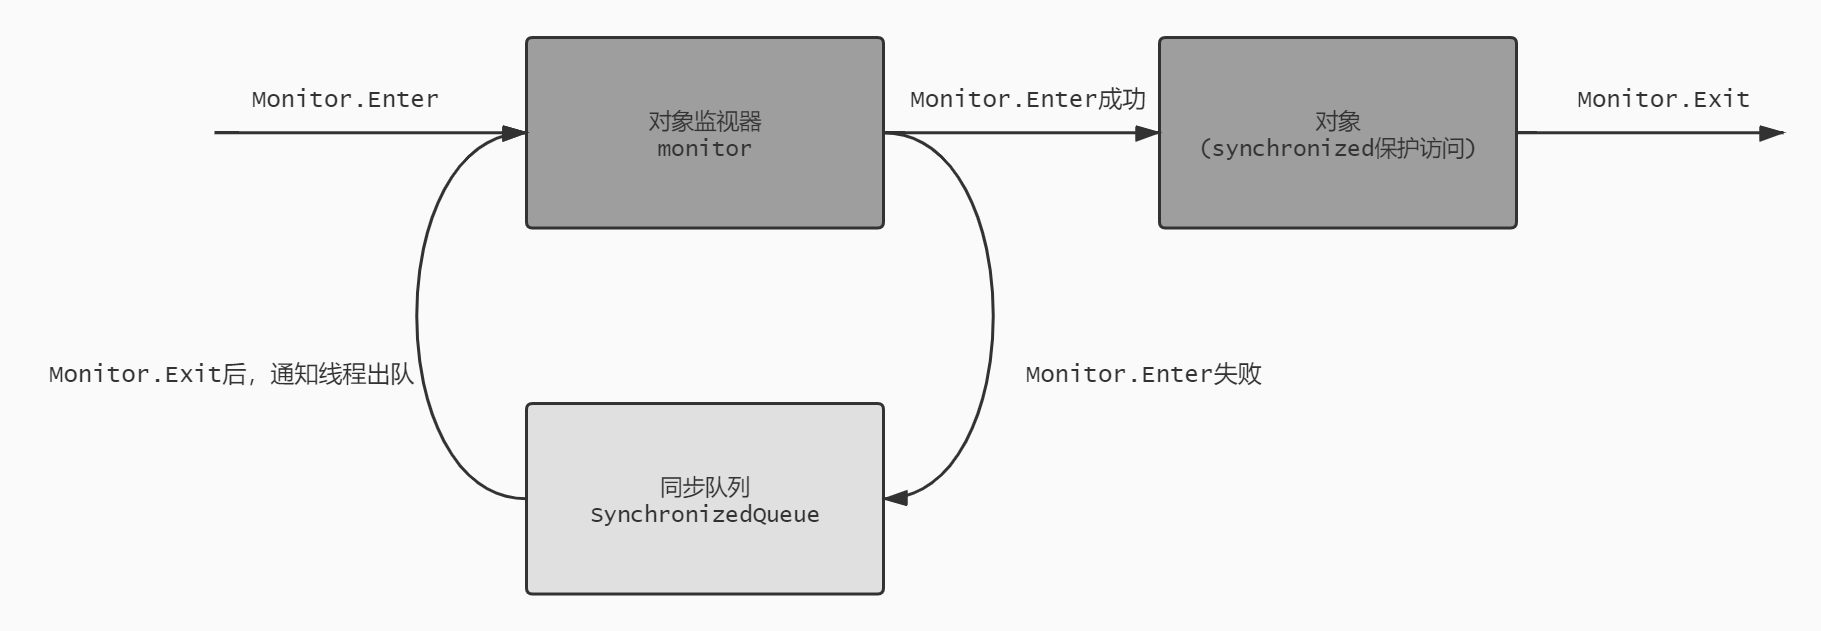 Monitor.Enter
对象监视器
monitor
Monitor.Enter成功
对象
（synchronized保护访问）
Monitor.Exit
Monitor.Exit后，通知线程出队
Monitor.Enter失败
同步队列
SynchronizedQueue